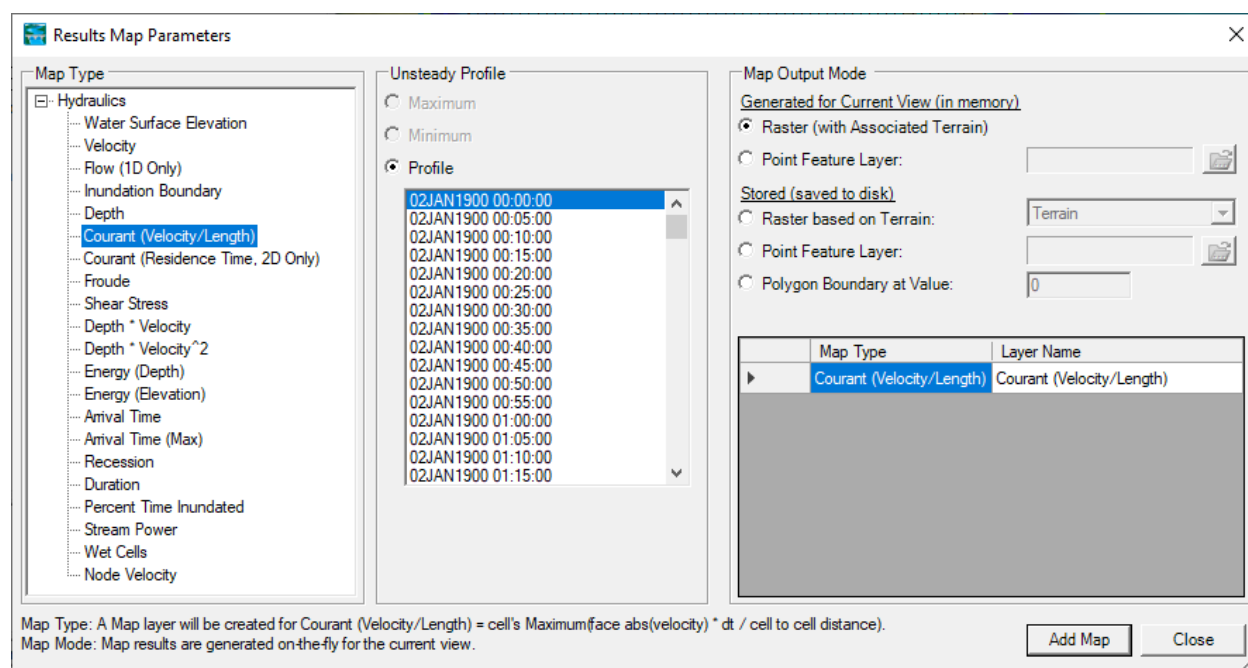 Results Map Parameters
Map Type
Hydraulics
Water Surface Elevation
Velocity
Flow (1D Only)
Inundation Boundary
Depth
Courant (Velocity/Length)
Courant (Residence Time, 2D Only)
Froude
Shear Stress
Depth * Velocity
Depth * Velocity^2
Energy (Depth)
Energy (Elevation)
Arrival Time
Arrival Time (Max)
Recession
Duration
Percent Time Inundated
Stream Power
Wet Cells
Node Velocity
Unsteady Profile
Maximum
Minimum
Profile
02JAN1900 00:00:00
02JAN1900 00:05:00
02JAN1900 00:10:00
02JAN1900 00:15:00
02JAN1900 00:20:00
02JAN1900 00:25:00
02JAN1900 00:30:00
02JAN1900 00:35:00
02JAN1900 00:40:00
02JAN1900 00:45:00
02JAN1900 00:50:00
02JAN1900 00:55:00
02JAN1900 01:00:00
02JAN1900 01:05:00
02JAN1900 01:10:00
02JAN1900 01:15:00
Map Output Mode
Generated for Current View (in memory)
Raster (with Associated Terrain)
Point Feature Layer:
Stored (saved to disk)
Raster based on Terrain: Terrain
Point Feature Layer:
Polygon Boundary at Value: 0
Map Type Layer Name
Courant (Velocity/Length) Courant (Velocity/Length)
Map Type: A Map layer will be created for Courant (Velocity/Length) = cell's Maximum(face abs(velocity) * dt / cell to cell distance).
Map Mode: Map results are generated on-the-fly for the current view.
Add Map Close